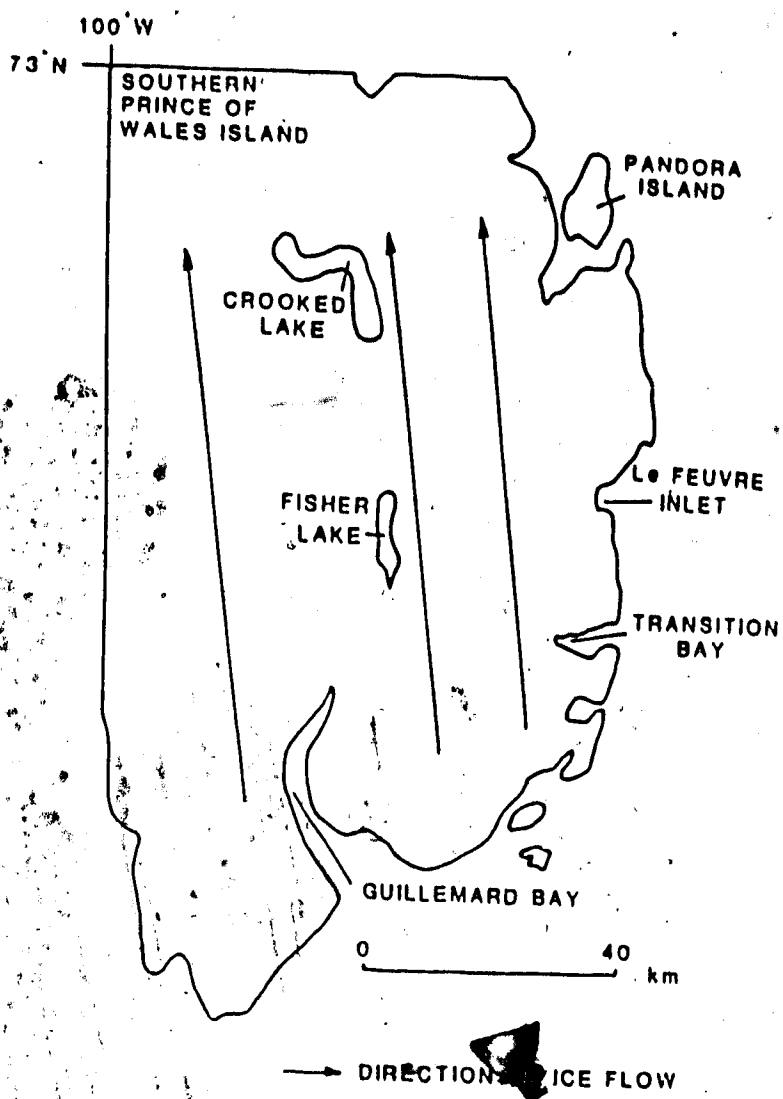 100°W
73°N
SOUTHERN
PRINCE OF
WALES ISLAND
PANDORA
ISLAND
CROOKED
LAKE
Le FEUVRE
INLET
FISHER
LAKE
TRANSITION
BAY
GUILLEMARD BAY
0 40
km
DIRECTION ICE FLOW